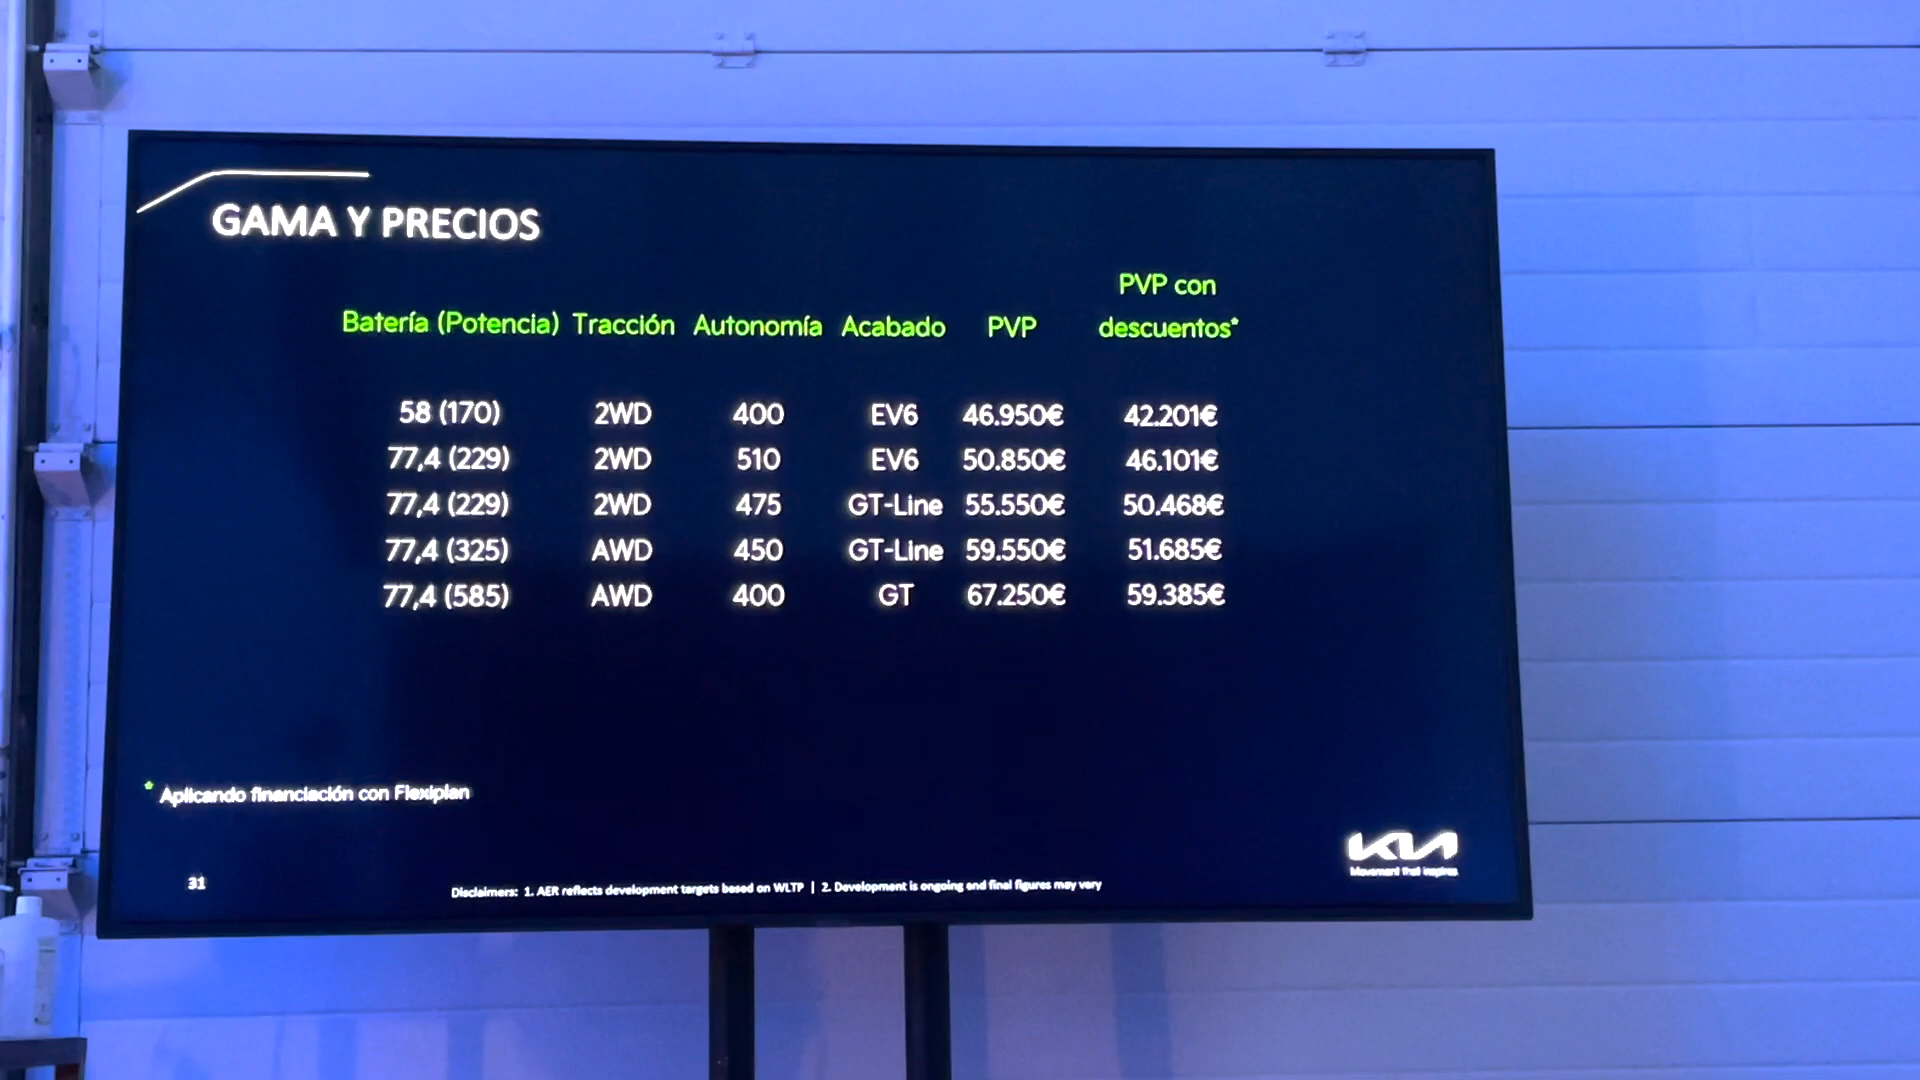 GAMA Y PRECIOS
Batería (Potencia) Tracción Autonomía Acabado PVP PVP con descuentos*
58 (170) 2WD 400 EV6 46.950€ 42.201€
77,4 (229) 2WD 510 EV6 50.850€ 46.101€
77,4 (229) 2WD 475 GT-Line 55.550€ 50.468€
77,4 (325) AWD 450 GT-Line 59.550€ 51.685€
77,4 (585) AWD 400 GT 67.250€ 59.385€
* Aplicando financiación con Flexiplan
KIA
Movement that inspires
31
Disclaimers: 1. AER reflects development targets based on WLTP | 2. Development is ongoing and final figures may vary